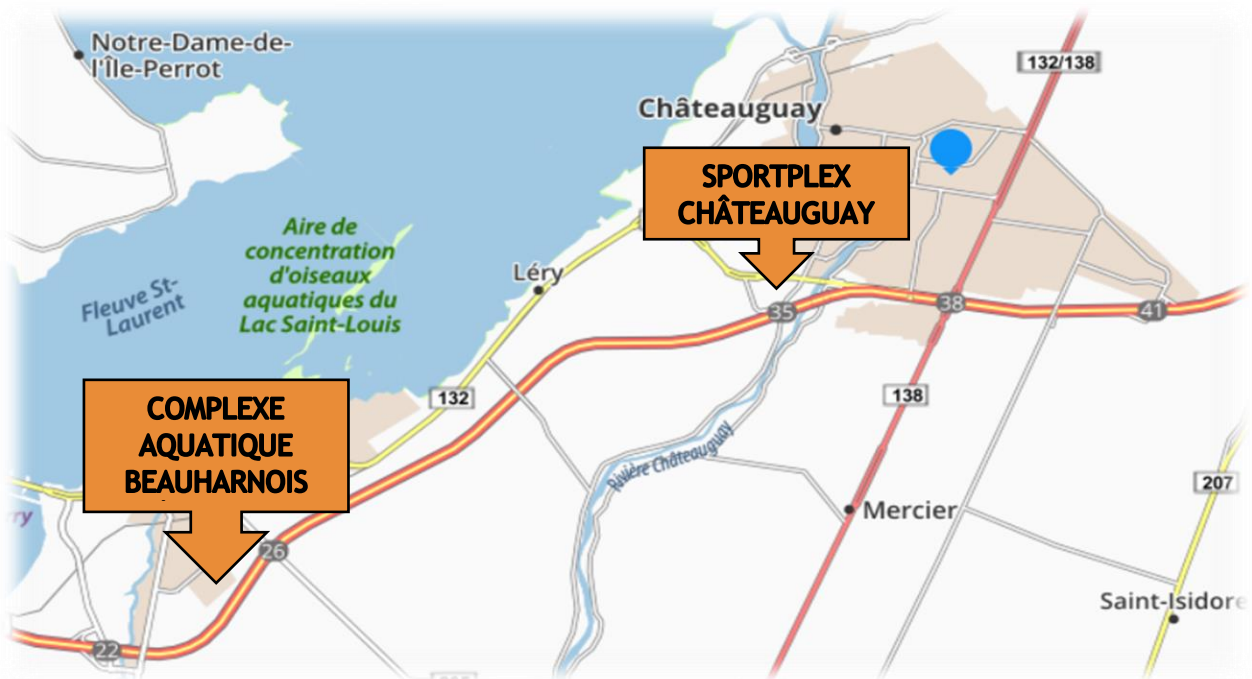 Notre-Dame-de-
l'Île-Perrot
132/138
Châteauguay
SPORTPLEX
CHÂTEAUGUAY
Aire de
concentration
d'oiseaux
aquatiques du
Lac Saint-Louis
Fleuve St-
Laurent
Léry
35
38
41
COMPLEXE
AQUATIQUE
BEAUHARNOIS
132
138
Rivière Châteauguay
207
Mercier
26
Saint-Isidore
22